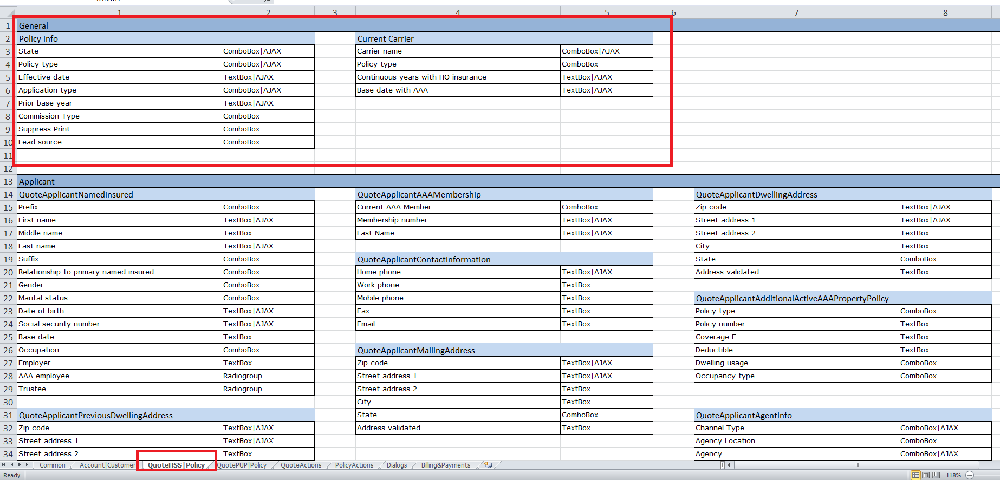 1 2 3 4 5 6 7 8
1 General
2 Policy Info Current Carrier
3 State ComboBox|AJAX Carrier name ComboBox|AJAX
4 Policy type ComboBox|AJAX Policy type ComboBox
5 Effective date TextBox|AJAX Continuous years with HO insurance TextBox|AJAX
6 Application type ComboBox|AJAX Base date with AAA TextBox|AJAX
7 Prior base year TextBox|AJAX
8 Commission Type ComboBox
9 Suppress Print ComboBox
10 Lead source ComboBox
11
12
13 Applicant
14 QuoteApplicantNamedInsured QuoteApplicantAAAMembership QuoteApplicantDwellingAddress
15 Prefix ComboBox Current AAA Member ComboBox Zip code TextBox|AJAX
16 First name TextBox|AJAX Membership number TextBox|AJAX Street address 1 TextBox|AJAX
17 Middle name TextBox Last Name TextBox|AJAX Street address 2 TextBox
18 Last name TextBox|AJAX City TextBox
19 Suffix ComboBox QuoteApplicantContactInformation State ComboBox
20 Relationship to primary named insured ComboBox Home phone TextBox|AJAX Address validated TextBox
21 Gender ComboBox Work phone TextBox
22 Marital status ComboBox Mobile phone TextBox QuoteApplicantAdditionalActiveAAAPropertyPolicy
23 Date of birth TextBox|AJAX Fax TextBox Policy type ComboBox
24 Social security number TextBox|AJAX Email TextBox Policy number TextBox
25 Base date TextBox Coverage E TextBox
26 Occupation ComboBox QuoteApplicantMailingAddress Deductible TextBox
27 Employer TextBox Zip code TextBox|AJAX Dwelling usage ComboBox
28 AAA employee Radiogroup Street address 1 TextBox|AJAX Occupancy type ComboBox
29 Trustee Radiogroup Street address 2 TextBox
30 City TextBox
31 QuoteApplicantPreviousDwellingAddress State ComboBox QuoteApplicantAgentInfo
32 Zip code TextBox|AJAX Address validated TextBox Channel Type ComboBox|AJAX
33 Street address 1 TextBox|AJAX Agency Location ComboBox
34 Street address 2 TextBox Agency ComboBox|AJAX
Common Account|Customer QuoteHSS|Policy QuotePUP|Policy QuoteActions PolicyActions Dialogs Billing&Payments
Ready 118%